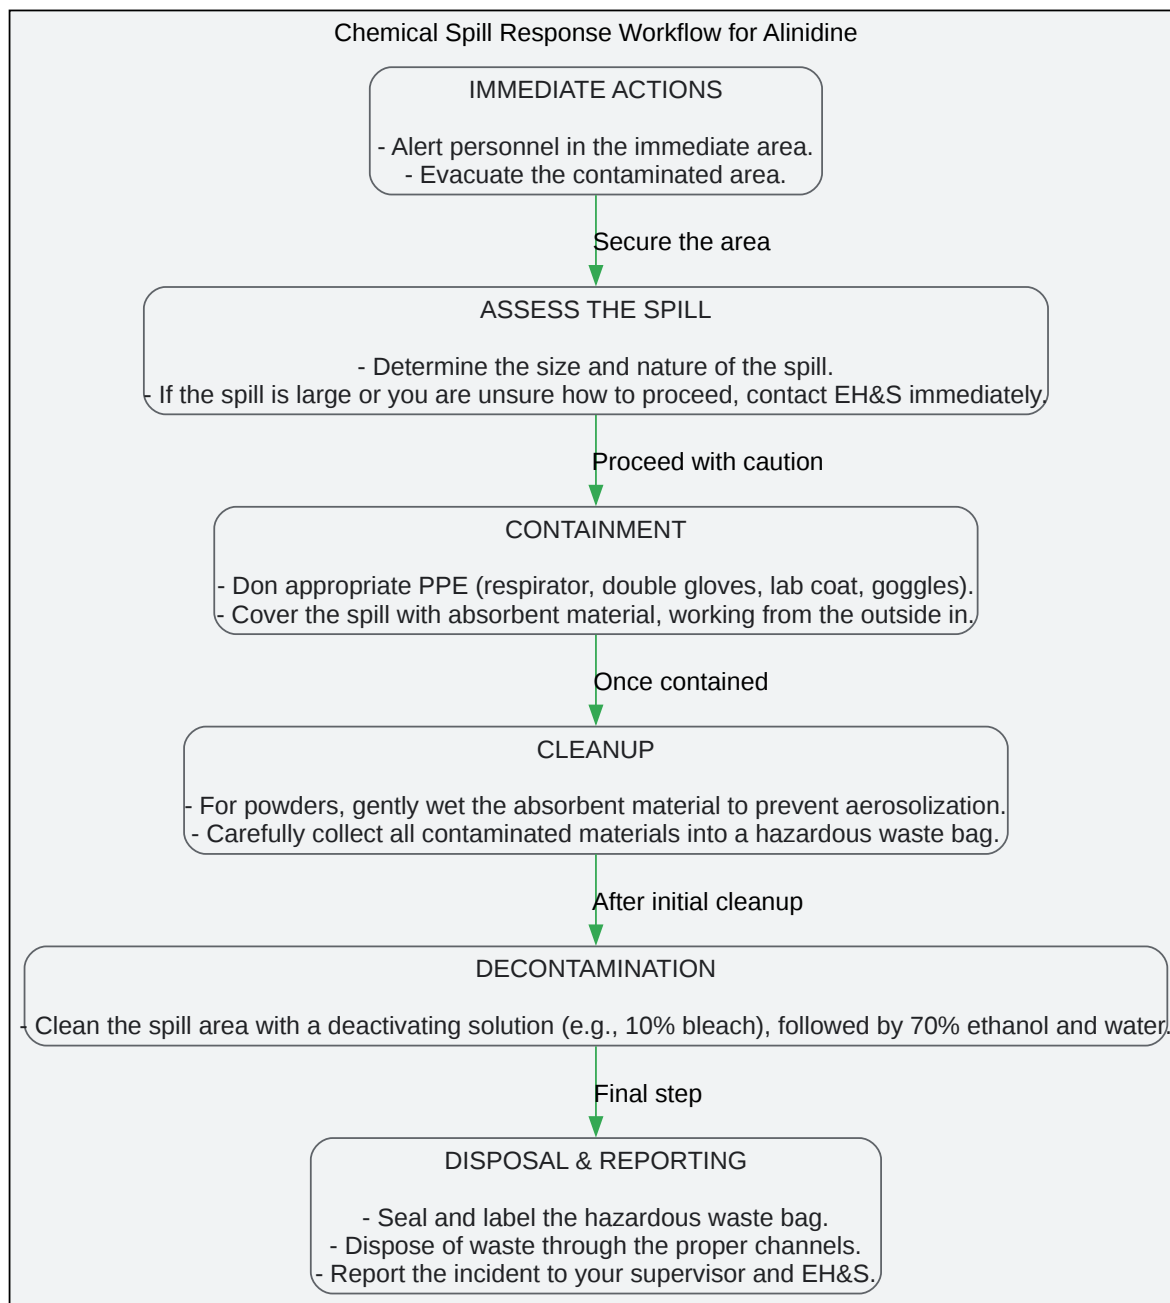 Chemical Spill Response Workflow for Alinidine
IMMEDIATE ACTIONS
- Alert personnel in the immediate area.
- Evacuate the contaminated area.
Secure the area
ASSESS THE SPILL
- Determine the size and nature of the spill.
- If the spill is large or you are unsure how to proceed, contact EH&S immediately.
Proceed with caution
CONTAINMENT
- Don appropriate PPE (respirator, double gloves, lab coat, goggles).
- Cover the spill with absorbent material, working from the outside in.
Once contained
CLEANUP
- For powders, gently wet the absorbent material to prevent aerosolization.
- Carefully collect all contaminated materials into a hazardous waste bag.
After initial cleanup
DECONTAMINATION
- Clean the spill area with a deactivating solution (e.g., 10% bleach), followed by 70% ethanol and water.
Final step
DISPOSAL & REPORTING
- Seal and label the hazardous waste bag.
- Dispose of waste through the proper channels.
- Report the incident to your supervisor and EH&S.